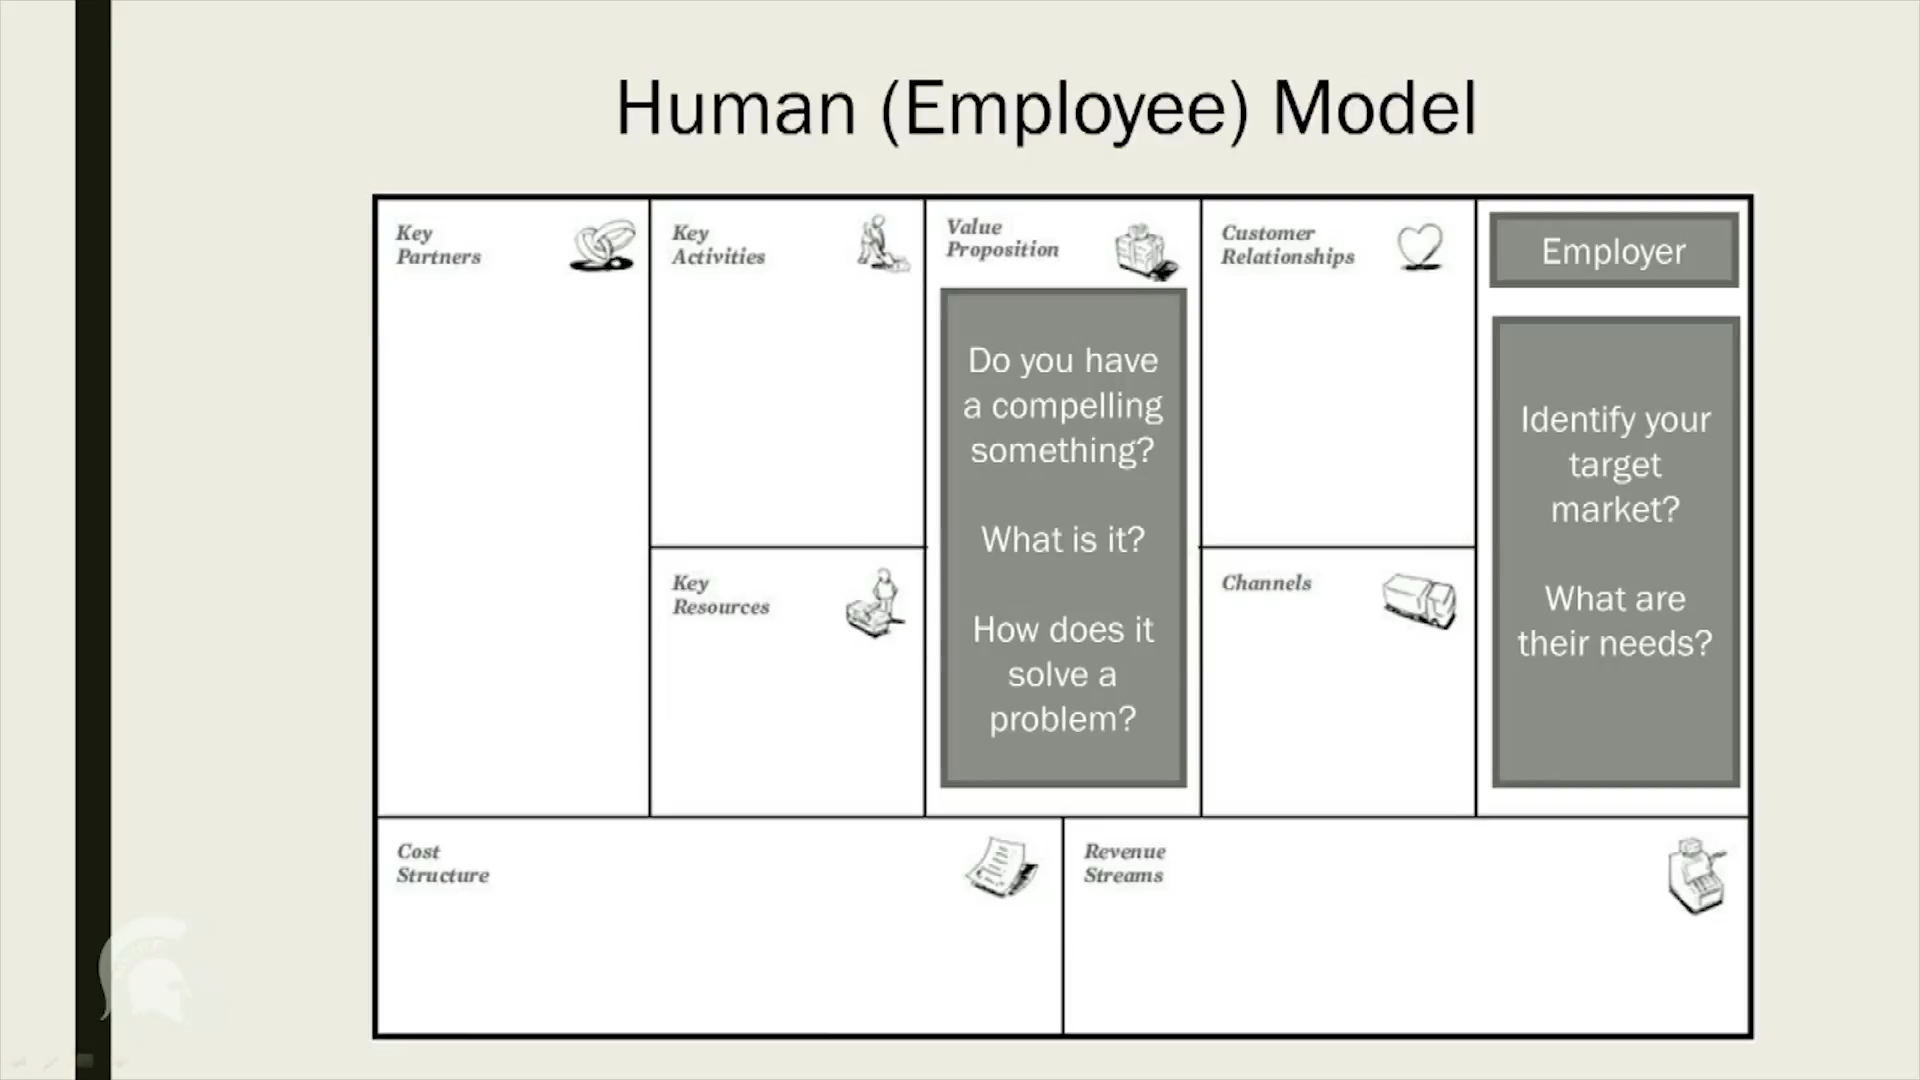 Human (Employee) Model
Key
Partners
Key
Activities
Value
Proposition
Customer
Relationships
Employer
Do you have
a compelling
something?
What is it?
How does it
solve a
problem?
Identify your
target
market?
What are
their needs?
Key
Resources
Channels
Cost
Structure
Revenue
Streams